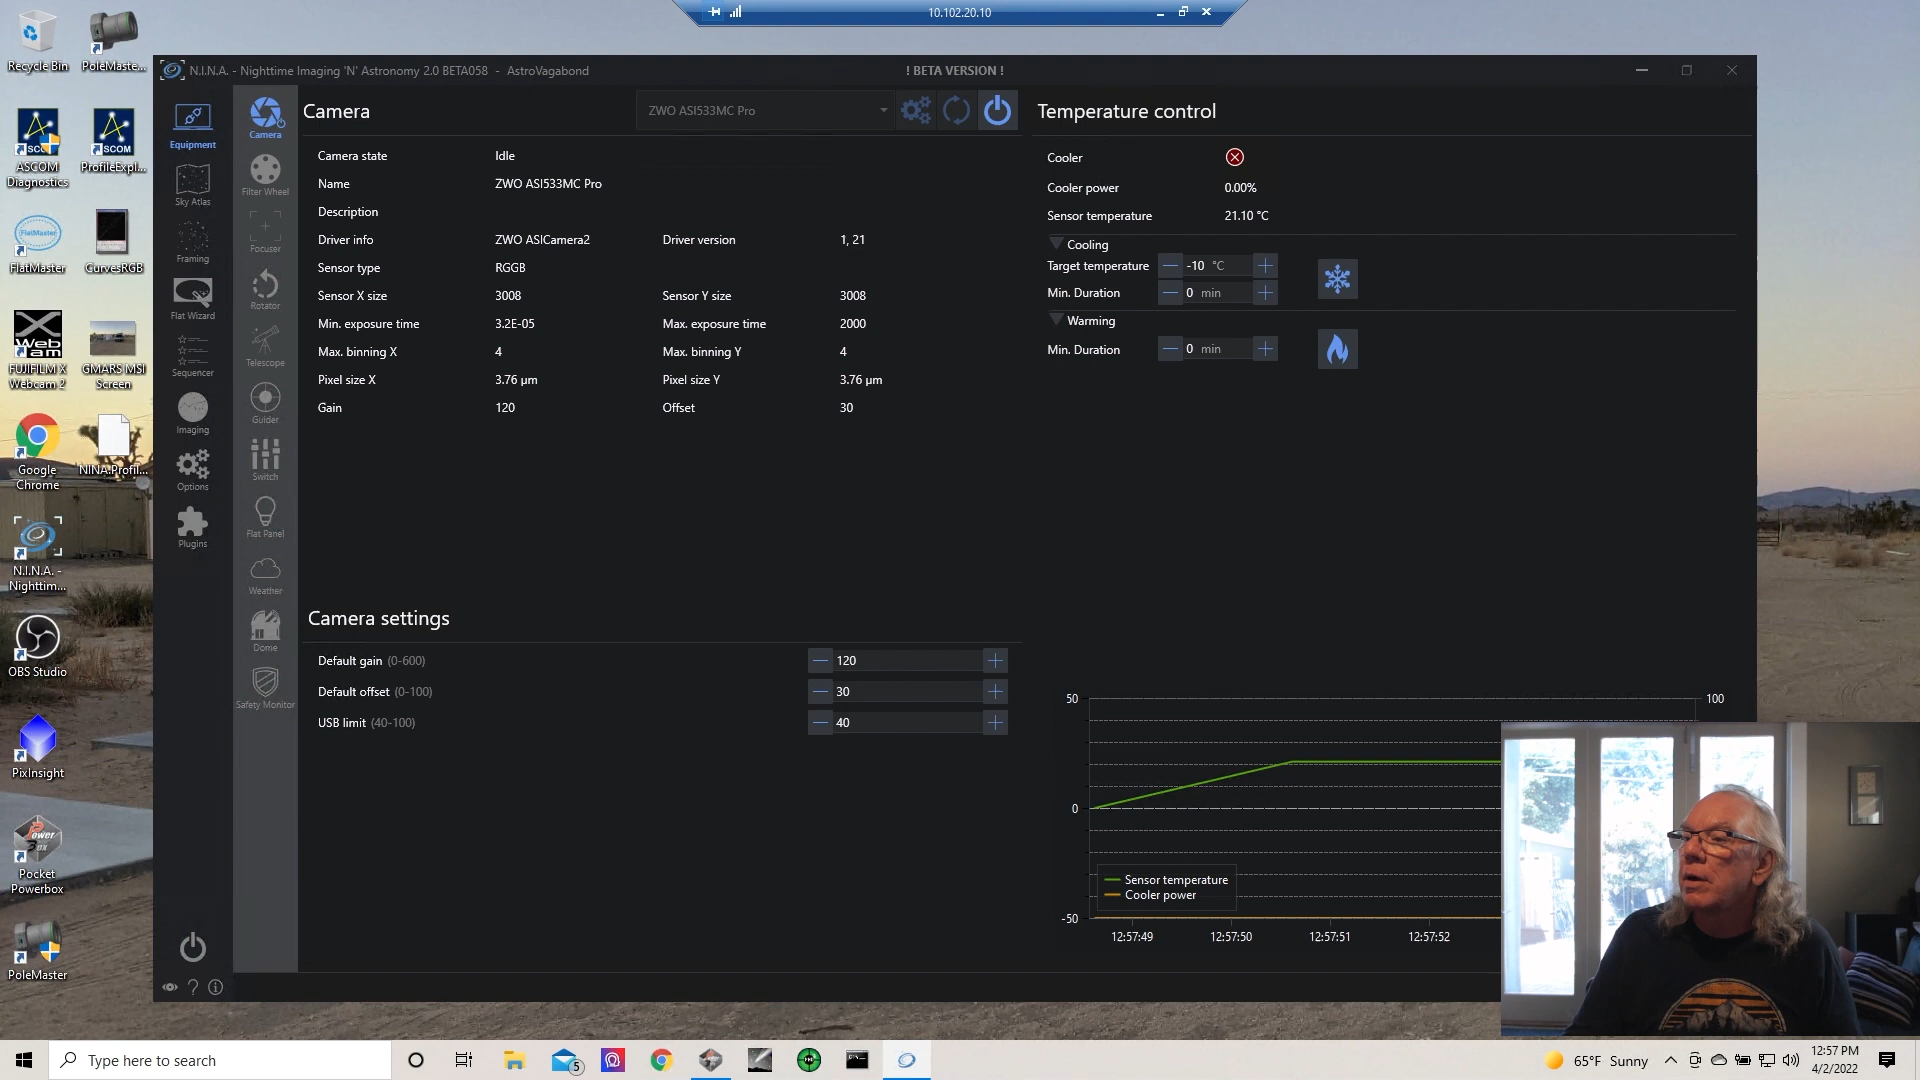 10.102.20.10
Recycle Bin
PoleMaste...
ASCOM
Diagnostics
ProfileExpl...
FlatMaster
CurvesRGB
FUJIFILM X
Webcam 2
GMARS MSI
Screen
Google
Chrome
NINA.Profil...
N.I.N.A. -
Nighttim...
OBS Studio
PixInsight
Pocket
Powerbox
PoleMaster
N.I.N.A. - Nighttime Imaging 'N' Astronomy 2.0 BETA058 - AstroVagabond
! BETA VERSION !
Equipment
Sky Atlas
Framing
Flat Wizard
Sequencer
Imaging
Options
Plugins
Camera
Filter Wheel
Focuser
Rotator
Telescope
Guider
Switch
Flat Panel
Weather
Dome
Safety Monitor
Camera
ZWO ASI533MC Pro
Camera state Idle
Name ZWO ASI533MC Pro
Description
Driver info ZWO ASICamera2 Driver version 1, 21
Sensor type RGGB
Sensor X size 3008 Sensor Y size 3008
Min. exposure time 3.2E-05 Max. exposure time 2000
Max. binning X 4 Max. binning Y 4
Pixel size X 3.76 µm Pixel size Y 3.76 µm
Gain 120 Offset 30
Camera settings
Default gain (0-600) 120
Default offset (0-100) 30
USB limit (40-100) 40
Temperature control
Cooler
Cooler power 0.00%
Sensor temperature 21.10 °C
Cooling
Target temperature -10 °C
Min. Duration 0 min
Warming
Min. Duration 0 min
50 100
0
-50
Sensor temperature
Cooler power
12:57:49 12:57:50 12:57:51 12:57:52
Type here to search
5
65°F Sunny
12:57 PM
4/2/2022